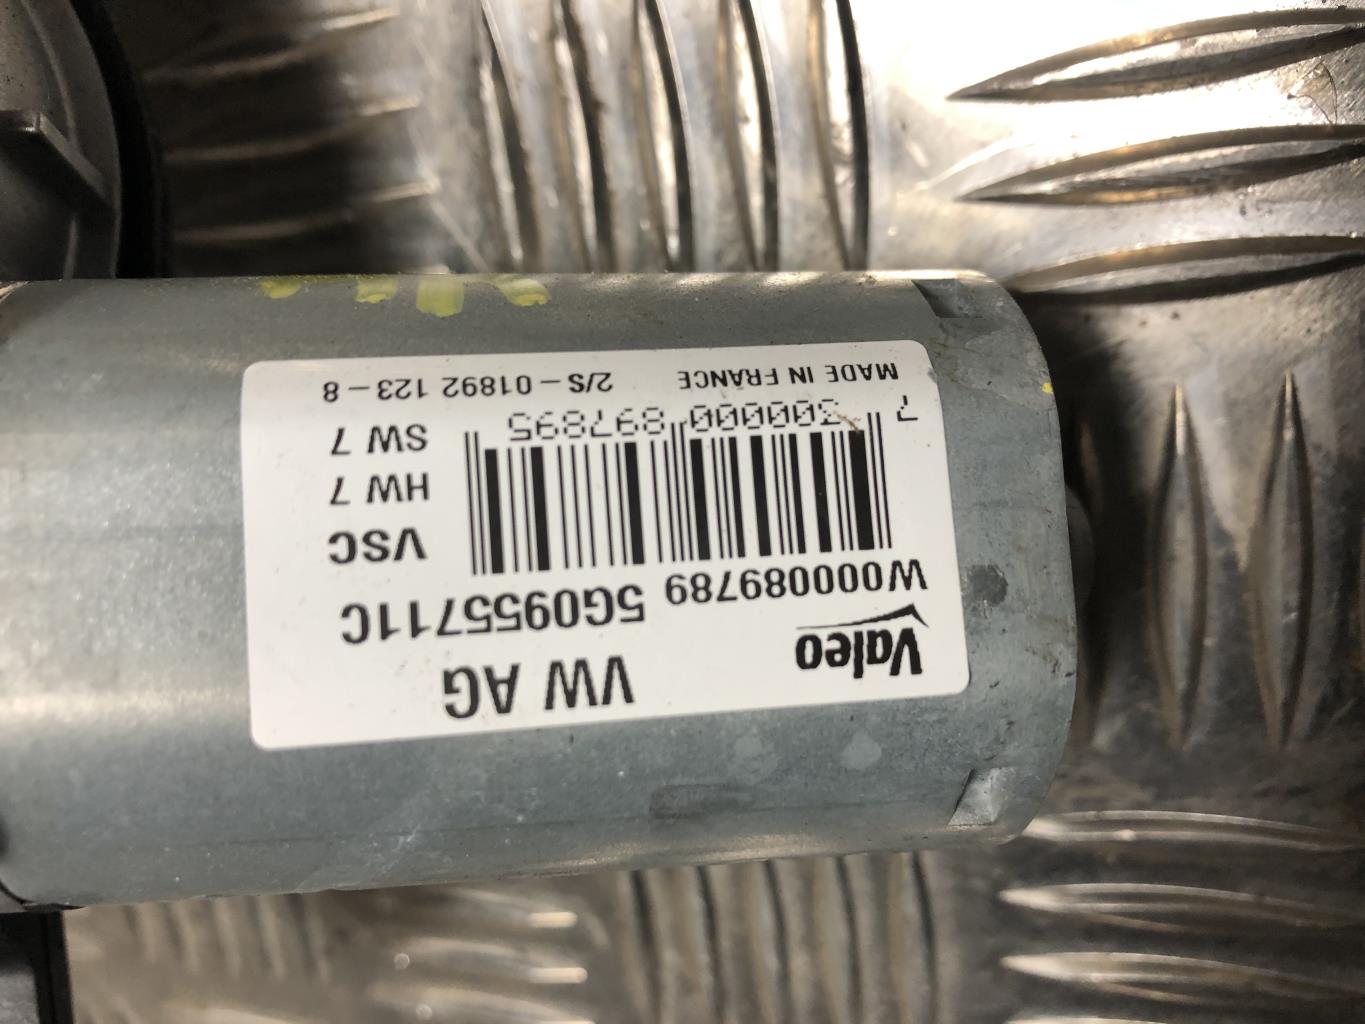 VW AG
Valeo
5G0955711C
W000089789
VSC
HW 7
SW 7
7 300000 897895
MADE IN FRANCE 2/S - 01892 123 - 8